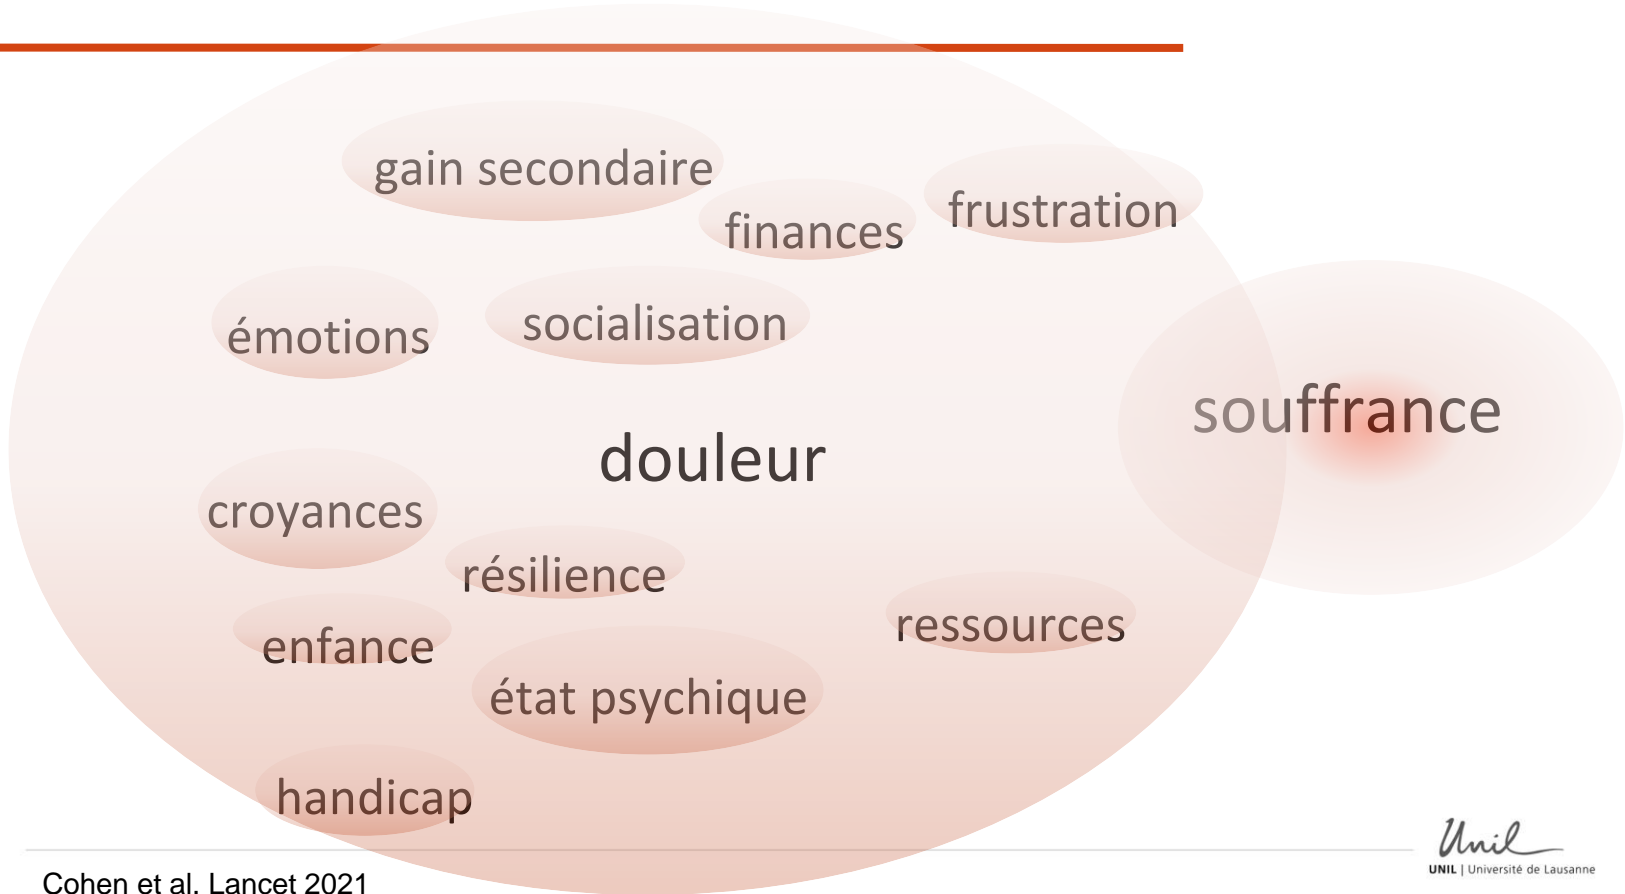 gain secondaire
finances
frustration
émotions
socialisation
souffrance
douleur
croyances
résilience
ressources
enfance
état psychique
handicap
Unil
UNIL | Université de Lausanne
Cohen et al. Lancet 2021